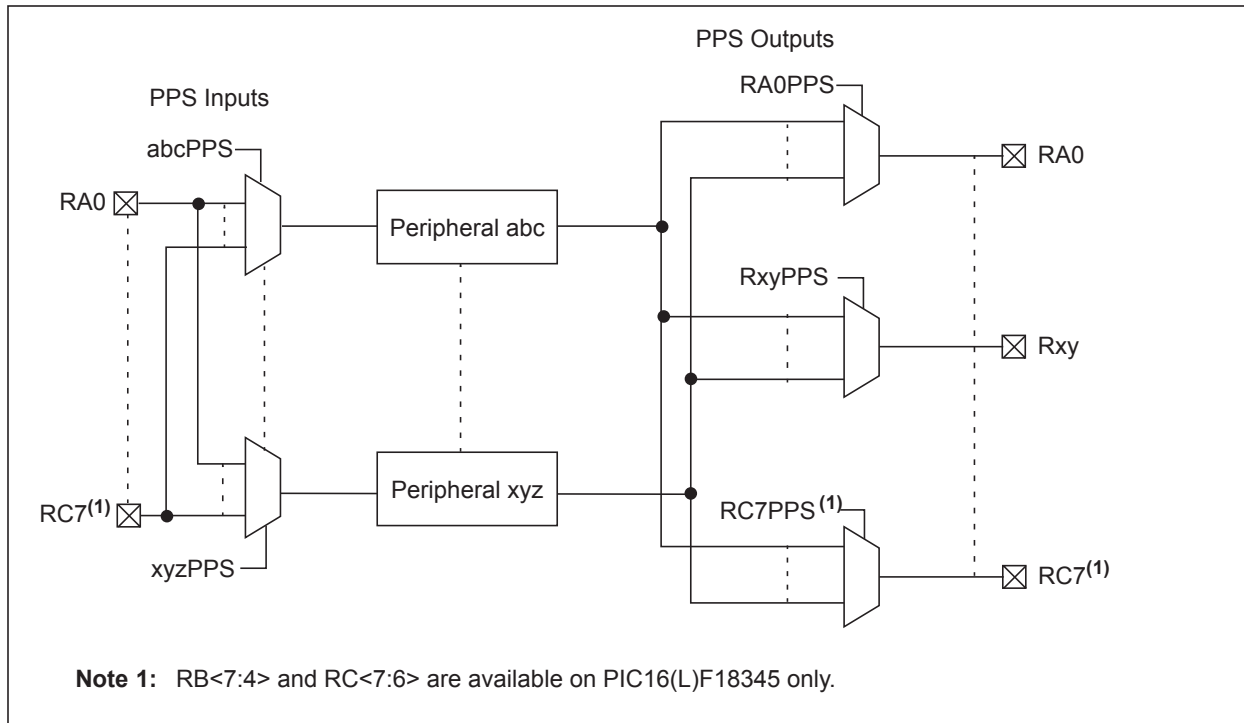 PPS Outputs
RA0PPS
PPS Inputs
abcPPS
RA0
RA0
Peripheral abc
RxyPPS
Rxy
Peripheral xyz
RC7(1)
RC7PPS(1)
xyzPPS
RC7(1)
Note 1: RB<7:4> and RC<7:6> are available on PIC16(L)F18345 only.